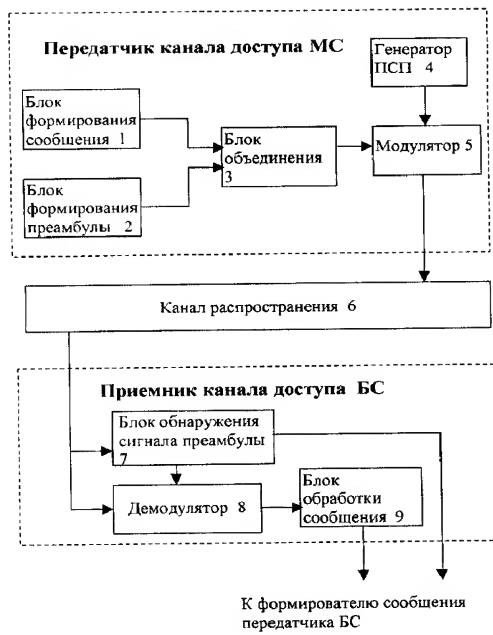 Передатчик канала доступа МС
Генератор
ПСП 4
Блок
формирования
сообщения 1
Блок
объединения
3
Модулятор 5
Блок
формирования
преамбулы 2
Канал распространения 6
Приемник канала доступа БС
Блок обнаружения
сигнала преамбулы
7
Демодулятор 8
Блок
обработки
сообщения 9
К формирователю сообщения
передатчика БС